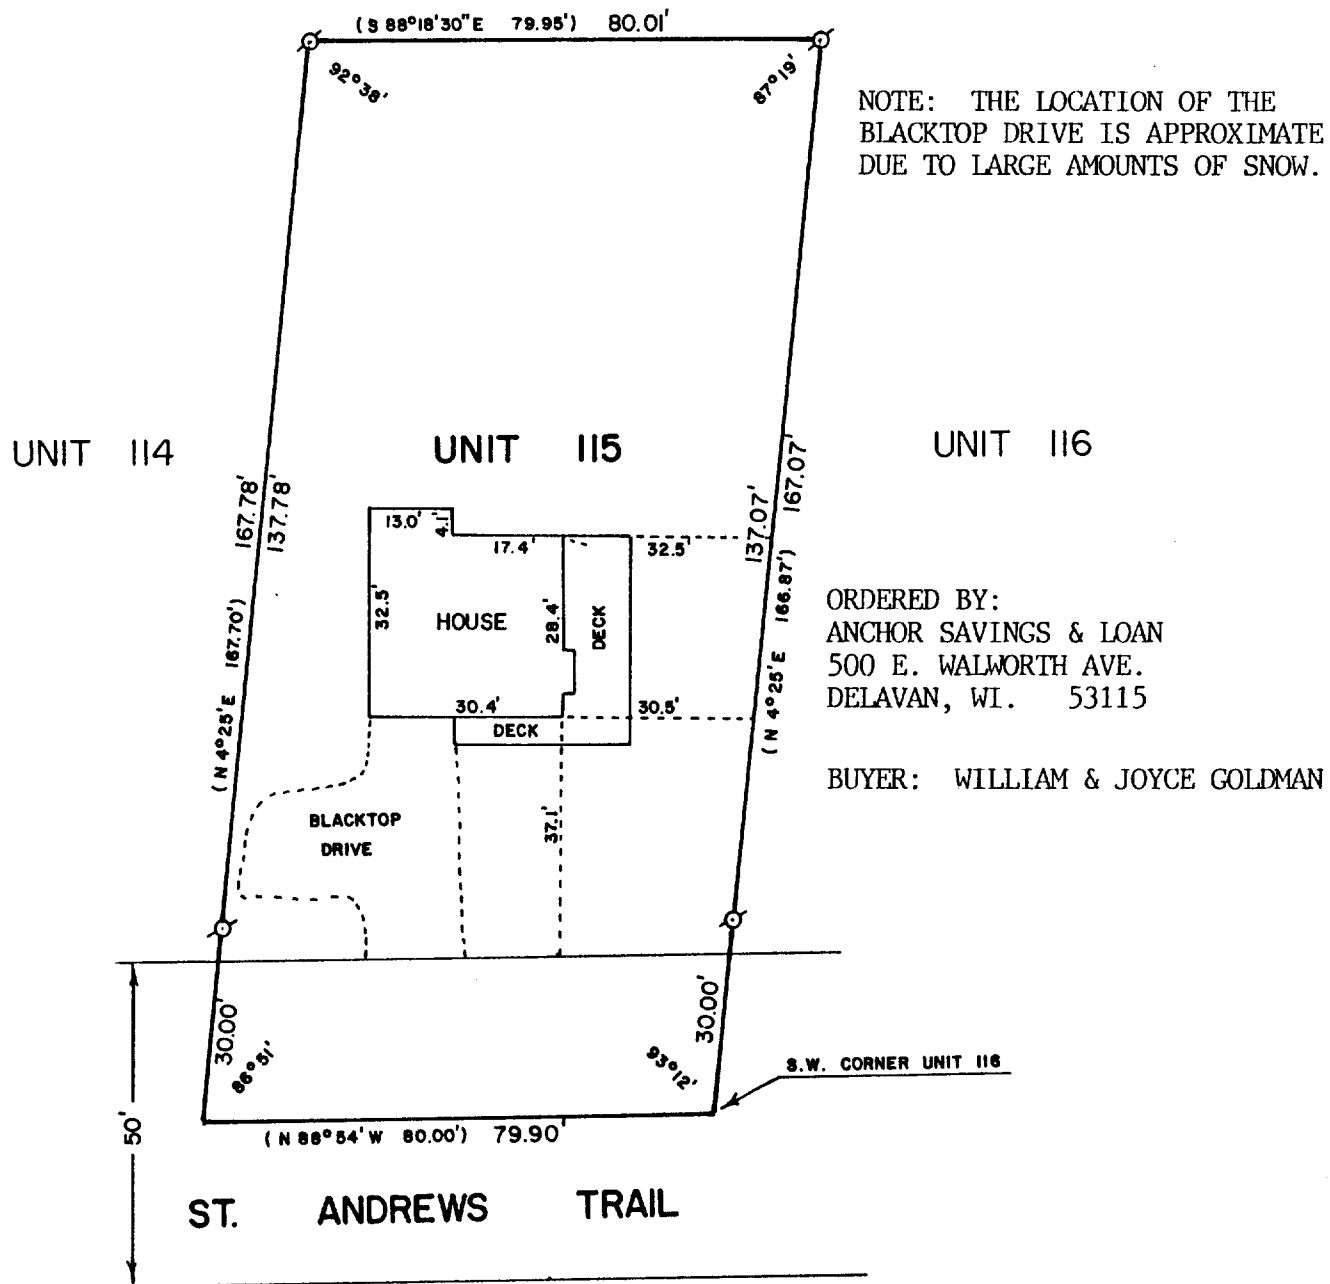 ( S 88°18'30"E 79.95') 80.01'
92°38'
87°19'
NOTE: THE LOCATION OF THE
BLACKTOP DRIVE IS APPROXIMATE
DUE TO LARGE AMOUNTS OF SNOW.
UNIT 114
UNIT 115
UNIT 116
167.78'
137.78'
137.07'
167.07'
13.0'
4.1'
17.4'
32.5'
32.5'
HOUSE
28.4'
DECK
30.4'
30.5'
DECK
(N 4°25'E 167.70')
(N 4°25'E 166.87')
ORDERED BY:
ANCHOR SAVINGS & LOAN
500 E. WALWORTH AVE.
DELAVAN, WI. 53115
BUYER: WILLIAM & JOYCE GOLDMAN
BLACKTOP
DRIVE
37.1'
30.00'
30.00'
86°51'
93°12'
S.W. CORNER UNIT 116
50'
( N 88°54'W 80.00') 79.90'
ST. ANDREWS TRAIL